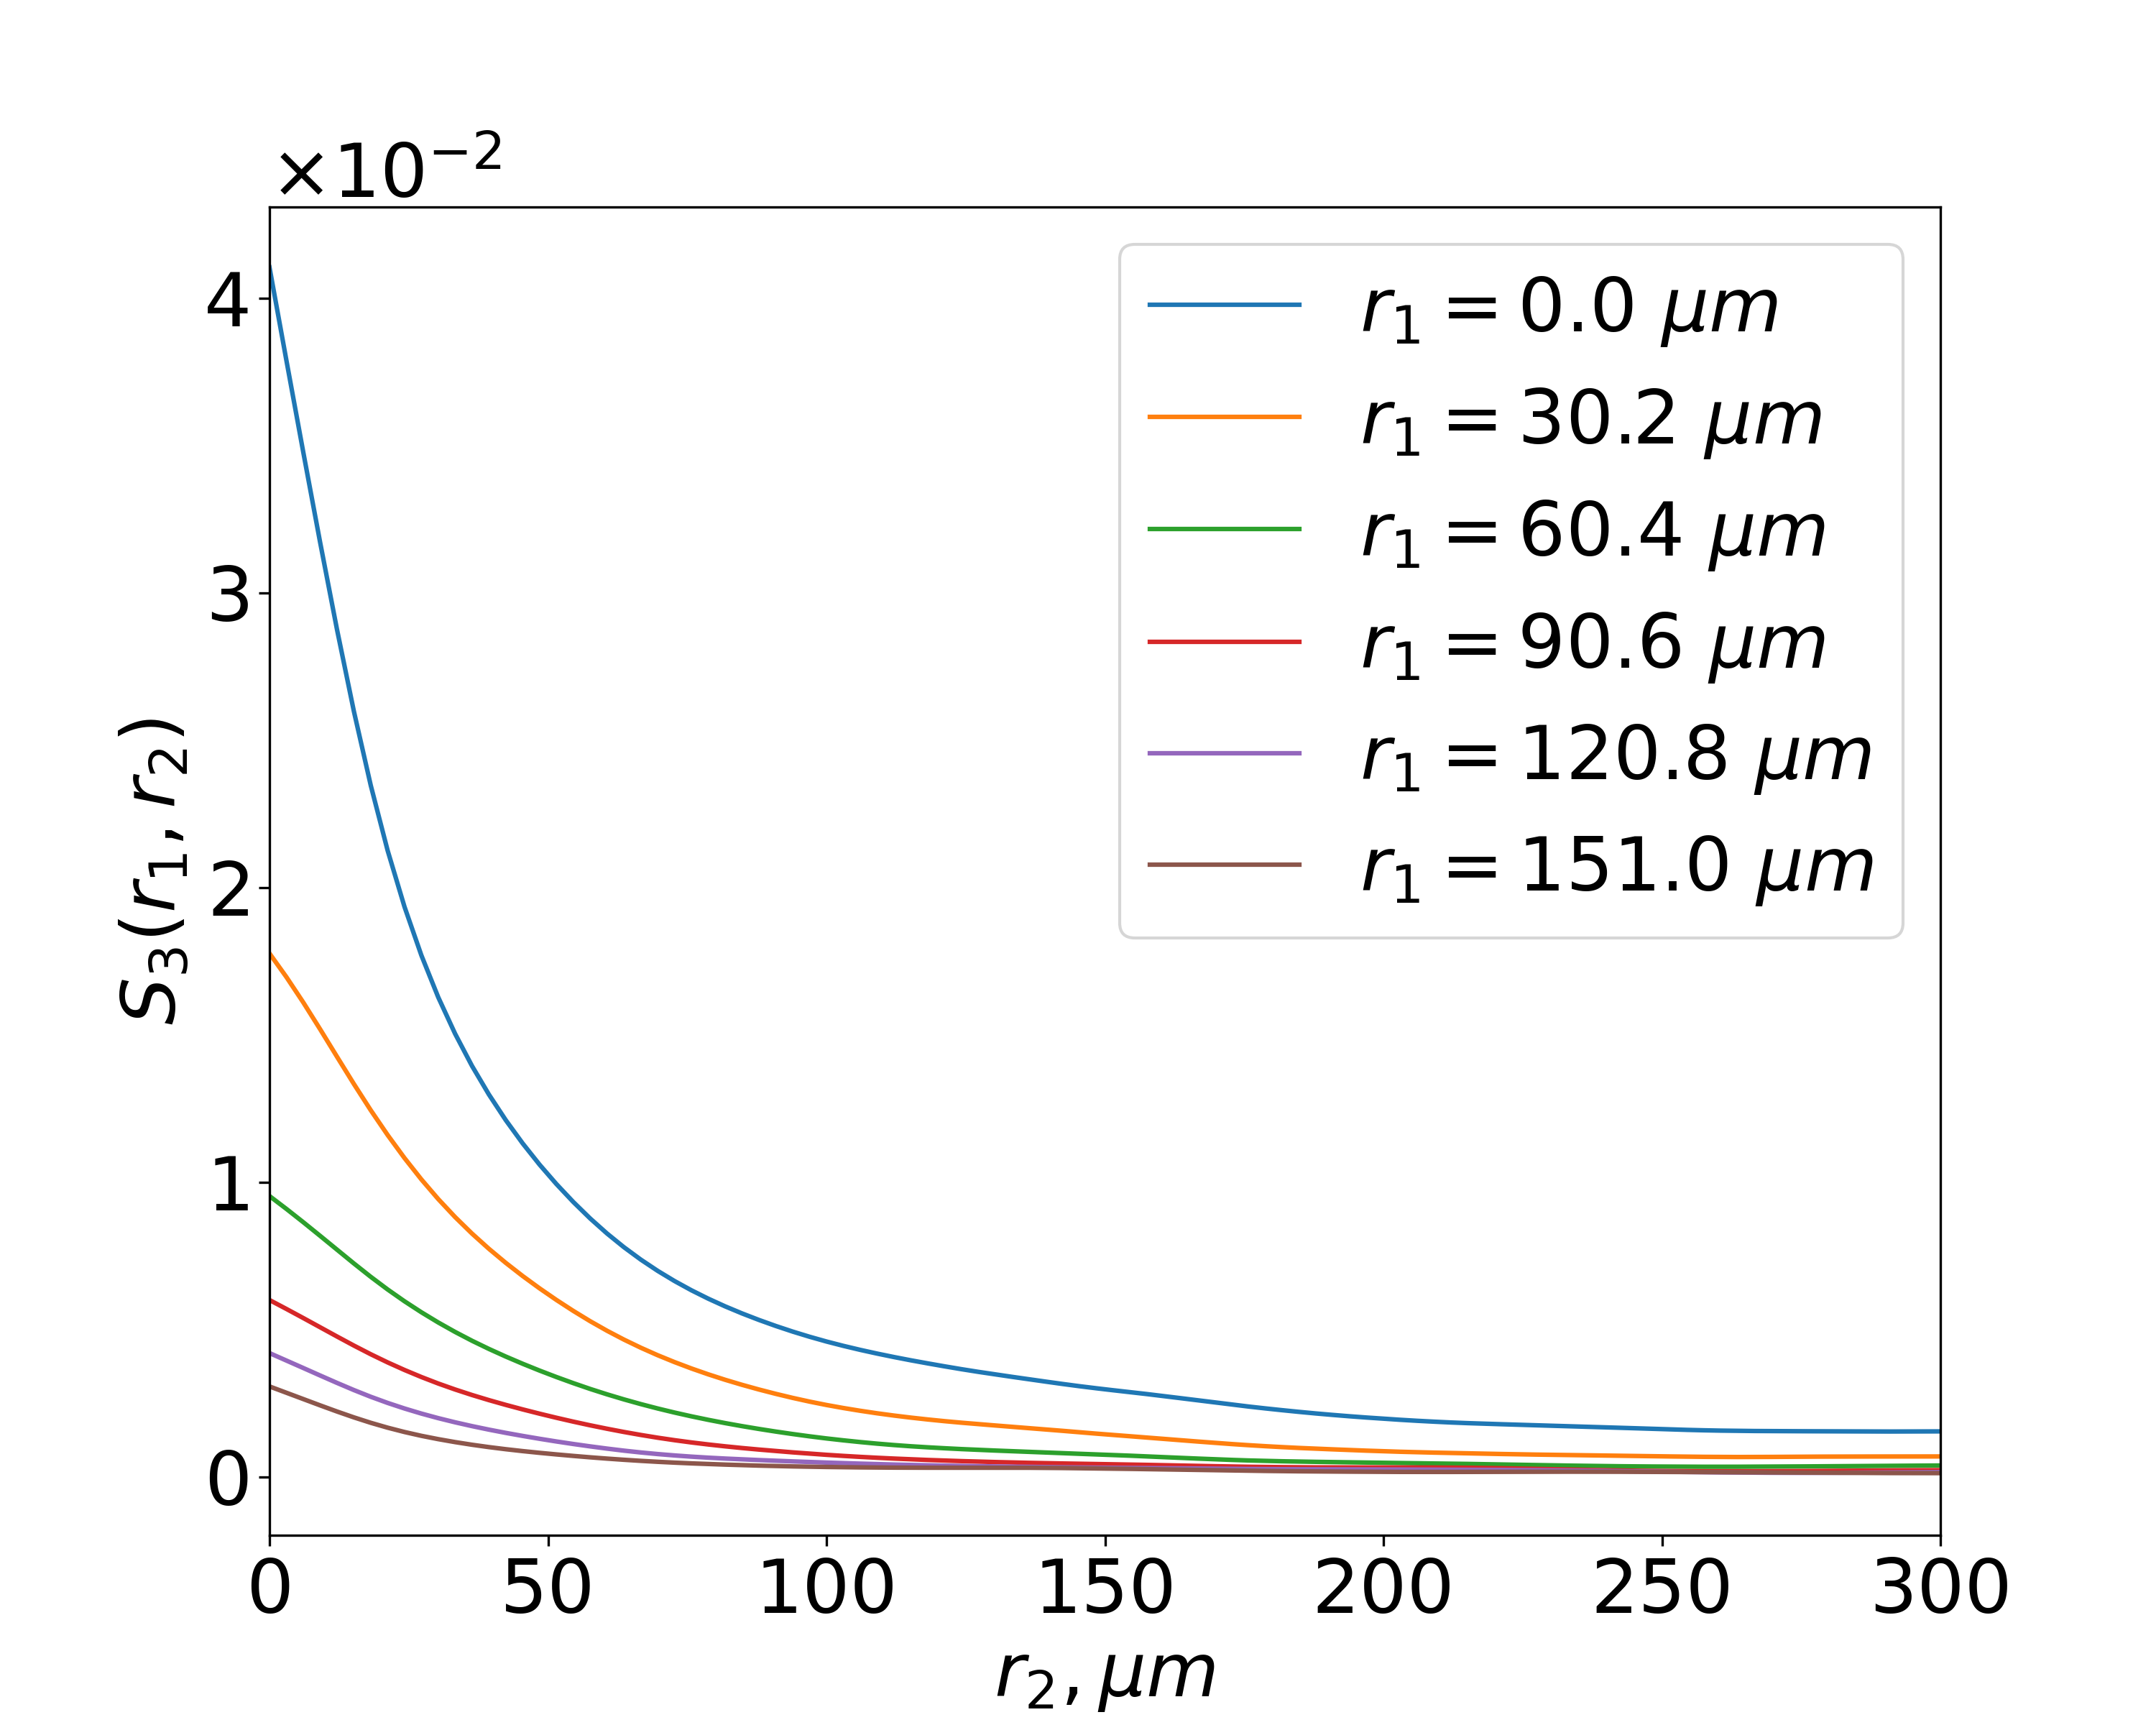 ×10⁻²
S₃(r₁, r₂)
4
3
2
1
0
r₁ = 0.0 μm
r₁ = 30.2 μm
r₁ = 60.4 μm
r₁ = 90.6 μm
r₁ = 120.8 μm
r₁ = 151.0 μm
0 50 100 150 200 250 300
r₂, μm